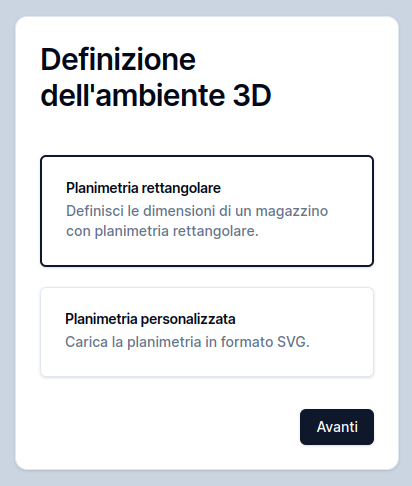 Definizione
dell'ambiente 3D
Planimetria rettangolare
Definisci le dimensioni di un magazzino
con planimetria rettangolare.
Planimetria personalizzata
Carica la planimetria in formato SVG.
Avanti